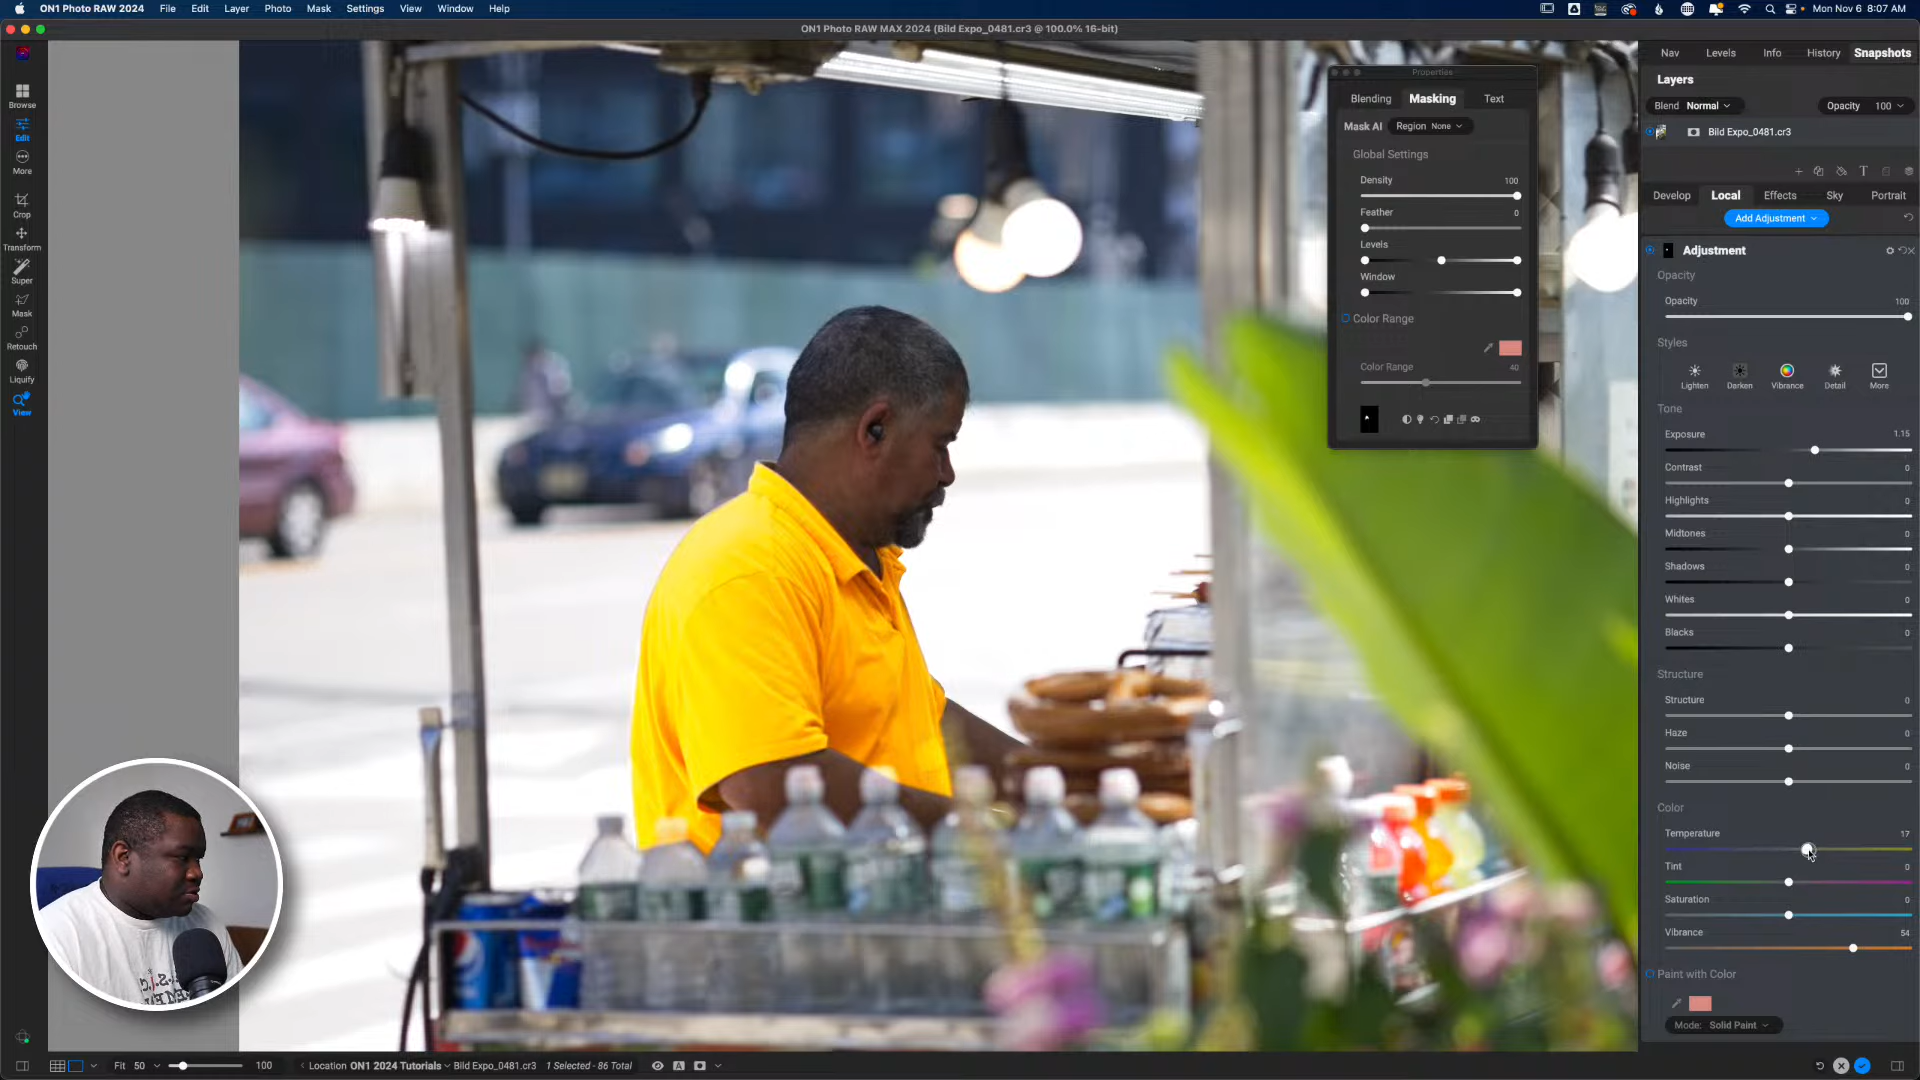 ON1 Photo RAW MAX 2024 File Edit Layer Photo Mask Settings View Window Help Mon Nov 6 8:07 AM
ON1 Photo RAW MAX 2024 (Bild Expo_0481.cr3 @ 100.0% 16-bit)
Browse
Edit
More
Crop
Transform
Super
Mask
Retouch
Liquify
View
Properties
Blending Masking Text
Mask AI Region None
Global Settings
Density 100
Feather 0
Levels
Window
Color Range
Color Range 40
Nav Levels Info History Snapshots
Layers
Blend Normal Opacity 100
Bild Expo_0481.cr3
Develop Local Effects Sky Portrait
Add Adjustment
Adjustment
Opacity
Opacity 100
Styles
Lighten Darken Vibrance Detail More
Tone
Exposure 1.15
Contrast 0
Highlights 0
Midtones 0
Shadows 0
Whites 0
Blacks 0
Structure
Structure 0
Haze 0
Noise 0
Color
Temperature 17
Tint 0
Saturation 0
Vibrance 54
Paint with Color
Mode: Solid Paint
Fit 50 100 Location ON1 2024 Tutorials Bild Expo_0481.cr3 1 Selected - 86 Total